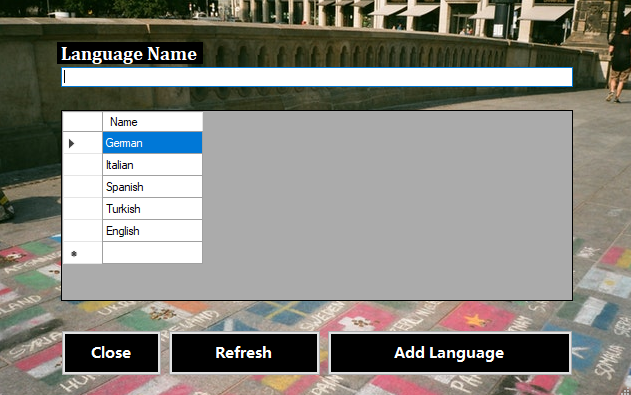 Language Name
Name
German
Italian
Spanish
Turkish
English
Close
Refresh
Add Language